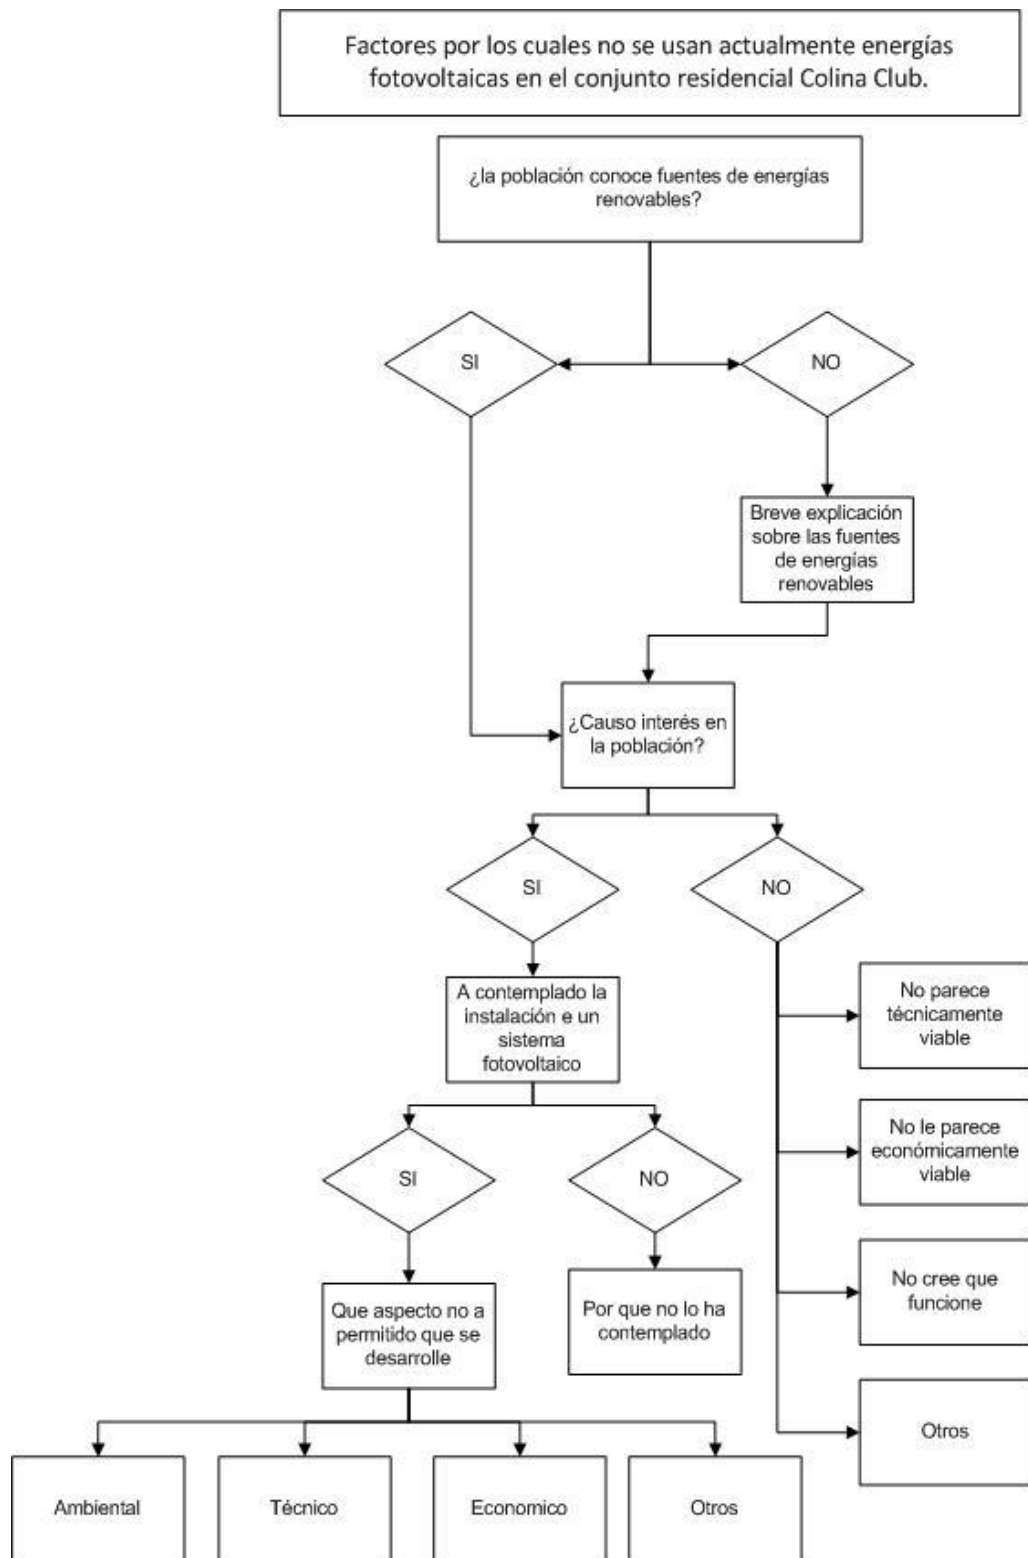 Factores por los cuales no se usan actualmente energías
fotovoltaicas en el conjunto residencial Colina Club.
¿la población conoce fuentes de energías
renovables?
SI
NO
Breve explicación
sobre las fuentes
de energías
renovables
¿Causo interés en
la población?
SI
NO
A contemplado la
instalación e un
sistema
fotovoltaico
No parece
técnicamente
viable
No le parece
económicamente
viable
SI
NO
No cree que
funcione
Que aspecto no a
permitido que se
desarrolle
Por que no lo ha
contemplado
Otros
Ambiental
Técnico
Economico
Otros